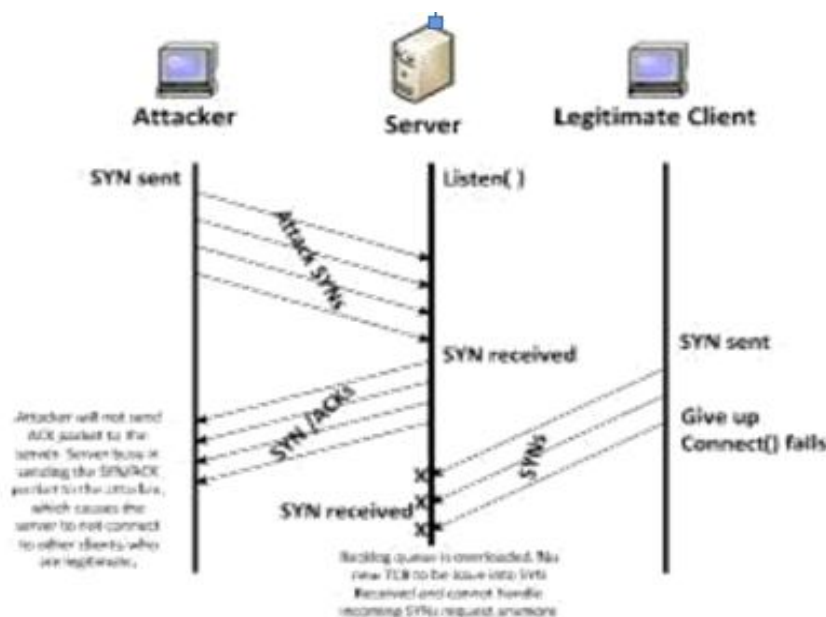 Attacker
Server
Legitimate Client
SYN sent
Listen( )
Attack SYNs
SYN received
SYN sent
SYN /ACKs
SYNs
Give up
Connect() fails
Attacker will not send
ACK packet to the
server. Server busy in
sending the SYN/ACK
packet to the attacker,
which causes the
server to not connect
to other clients who
are legitimate.
X
SYN received X
X
Backlog queue is overloaded. No
new TCB to be issue into SYN
Received and cannot handle
incoming SYNs request anymore